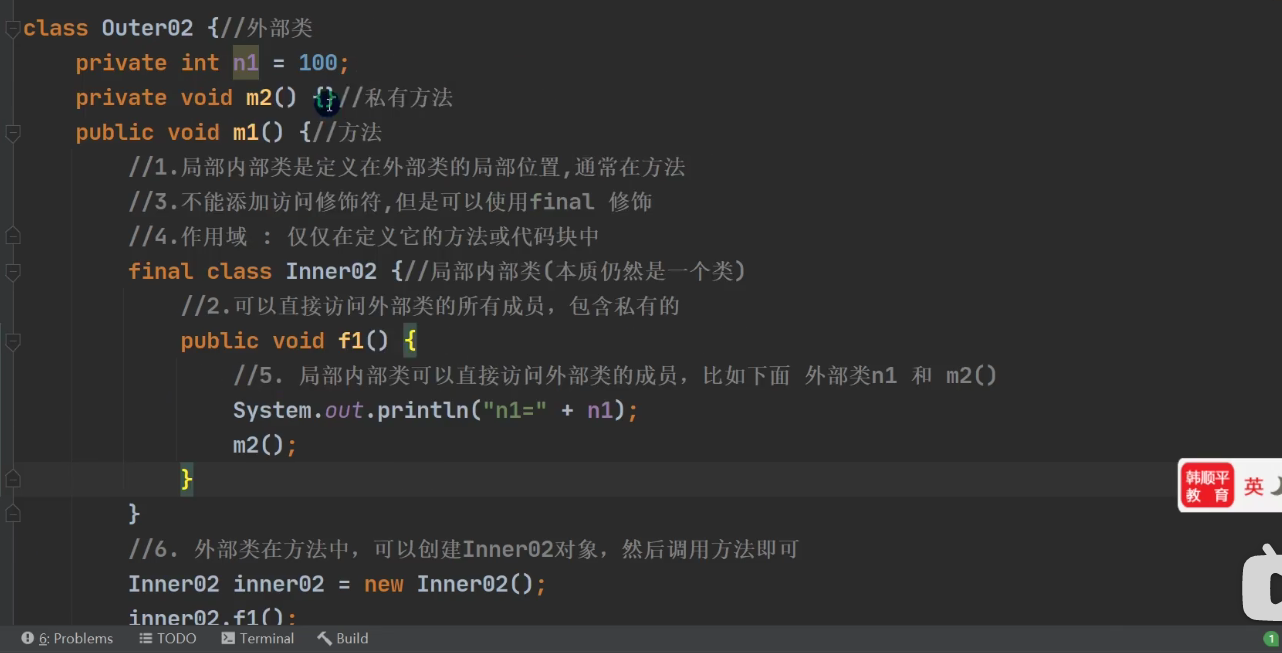 class Outer02 {//外部类
    private int n1 = 100;
    private void m2() {}//私有方法
    public void m1() {//方法
        //1.局部内部类是定义在外部类的局部位置,通常在方法
        //3.不能添加访问修饰符,但是可以使用final 修饰
        //4.作用域 : 仅仅在定义它的方法或代码块中
        final class Inner02 {//局部内部类(本质仍然是一个类)
            //2.可以直接访问外部类的所有成员，包含私有的
            public void f1() {
                //5. 局部内部类可以直接访问外部类的成员，比如下面 外部类n1 和 m2()
                System.out.println("n1=" + n1);
                m2();
            }
        }
        //6. 外部类在方法中，可以创建Inner02对象，然后调用方法即可
        Inner02 inner02 = new Inner02();
        inner02.f1();
韩顺平
教 育
英
6: Problems TODO Terminal Build
1